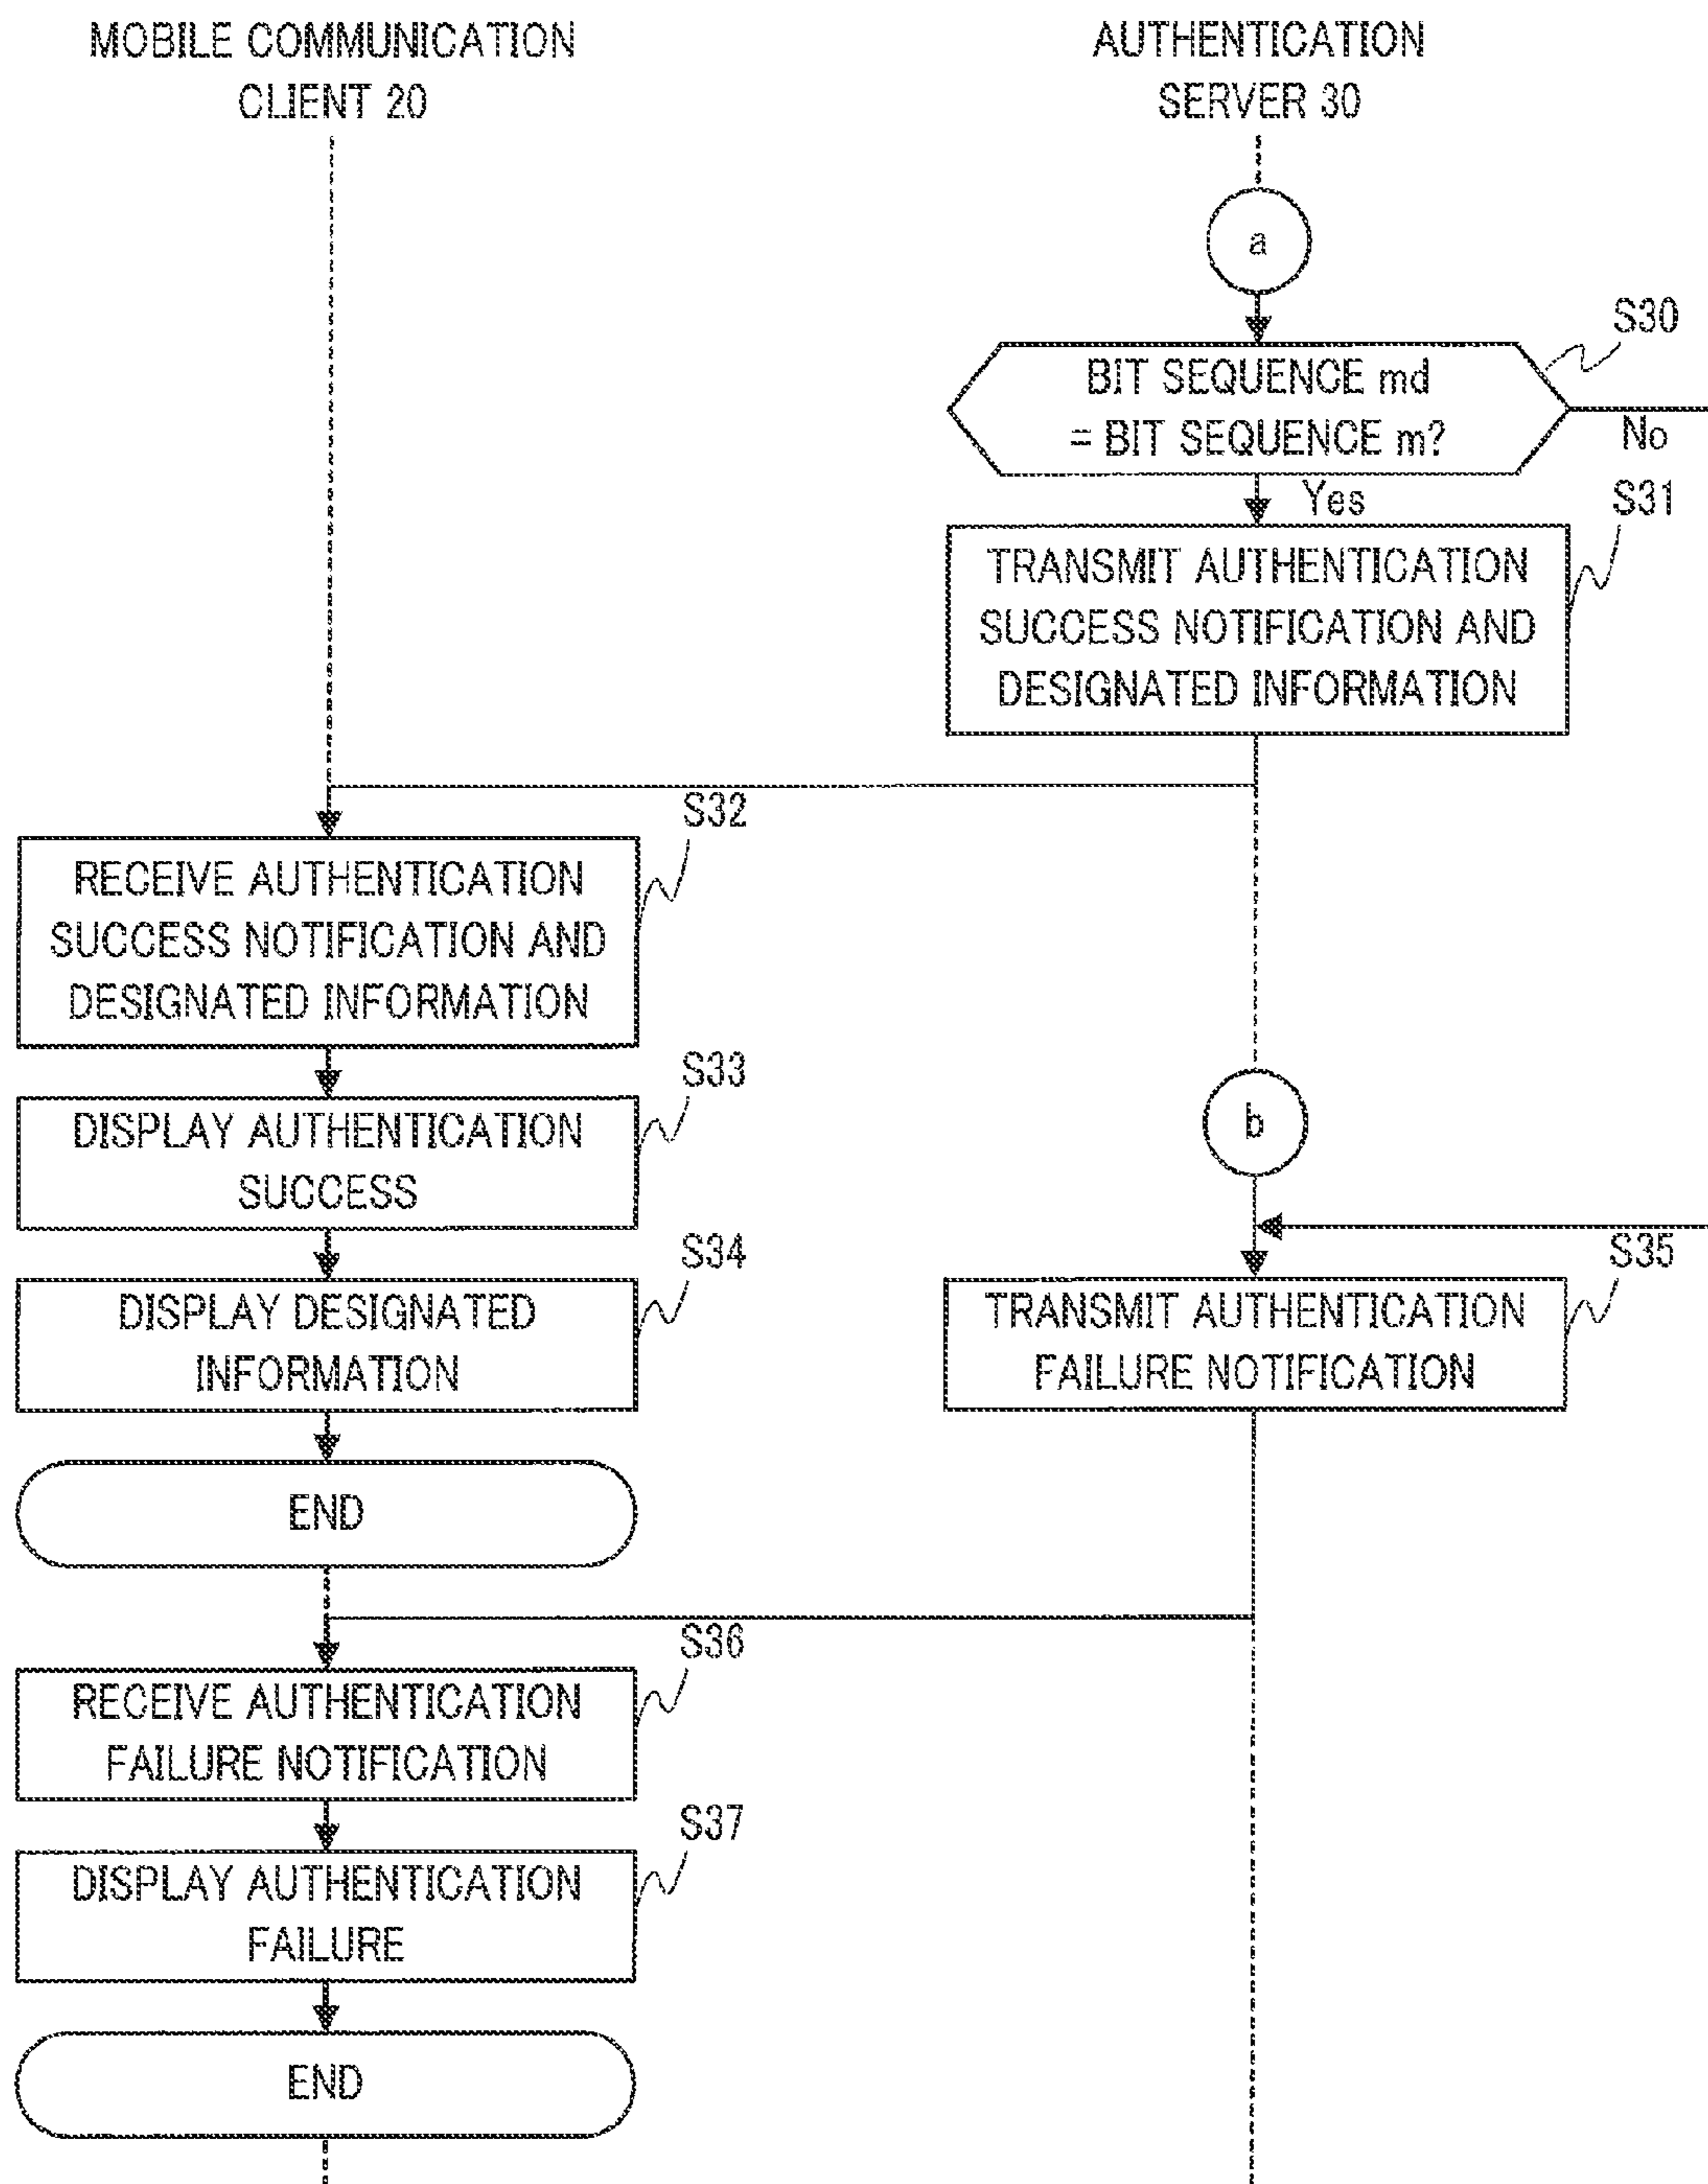 MOBILE COMMUNICATION
CLIENT 20
AUTHENTICATION
SERVER 30
a
S30
BIT SEQUENCE md
= BIT SEQUENCE m?
No
Yes
S31
TRANSMIT AUTHENTICATION
SUCCESS NOTIFICATION AND
DESIGNATED INFORMATION
S32
RECEIVE AUTHENTICATION
SUCCESS NOTIFICATION AND
DESIGNATED INFORMATION
S33
DISPLAY AUTHENTICATION
SUCCESS
b
S34
DISPLAY DESIGNATED
INFORMATION
S35
TRANSMIT AUTHENTICATION
FAILURE NOTIFICATION
END
S36
RECEIVE AUTHENTICATION
FAILURE NOTIFICATION
S37
DISPLAY AUTHENTICATION
FAILURE
END